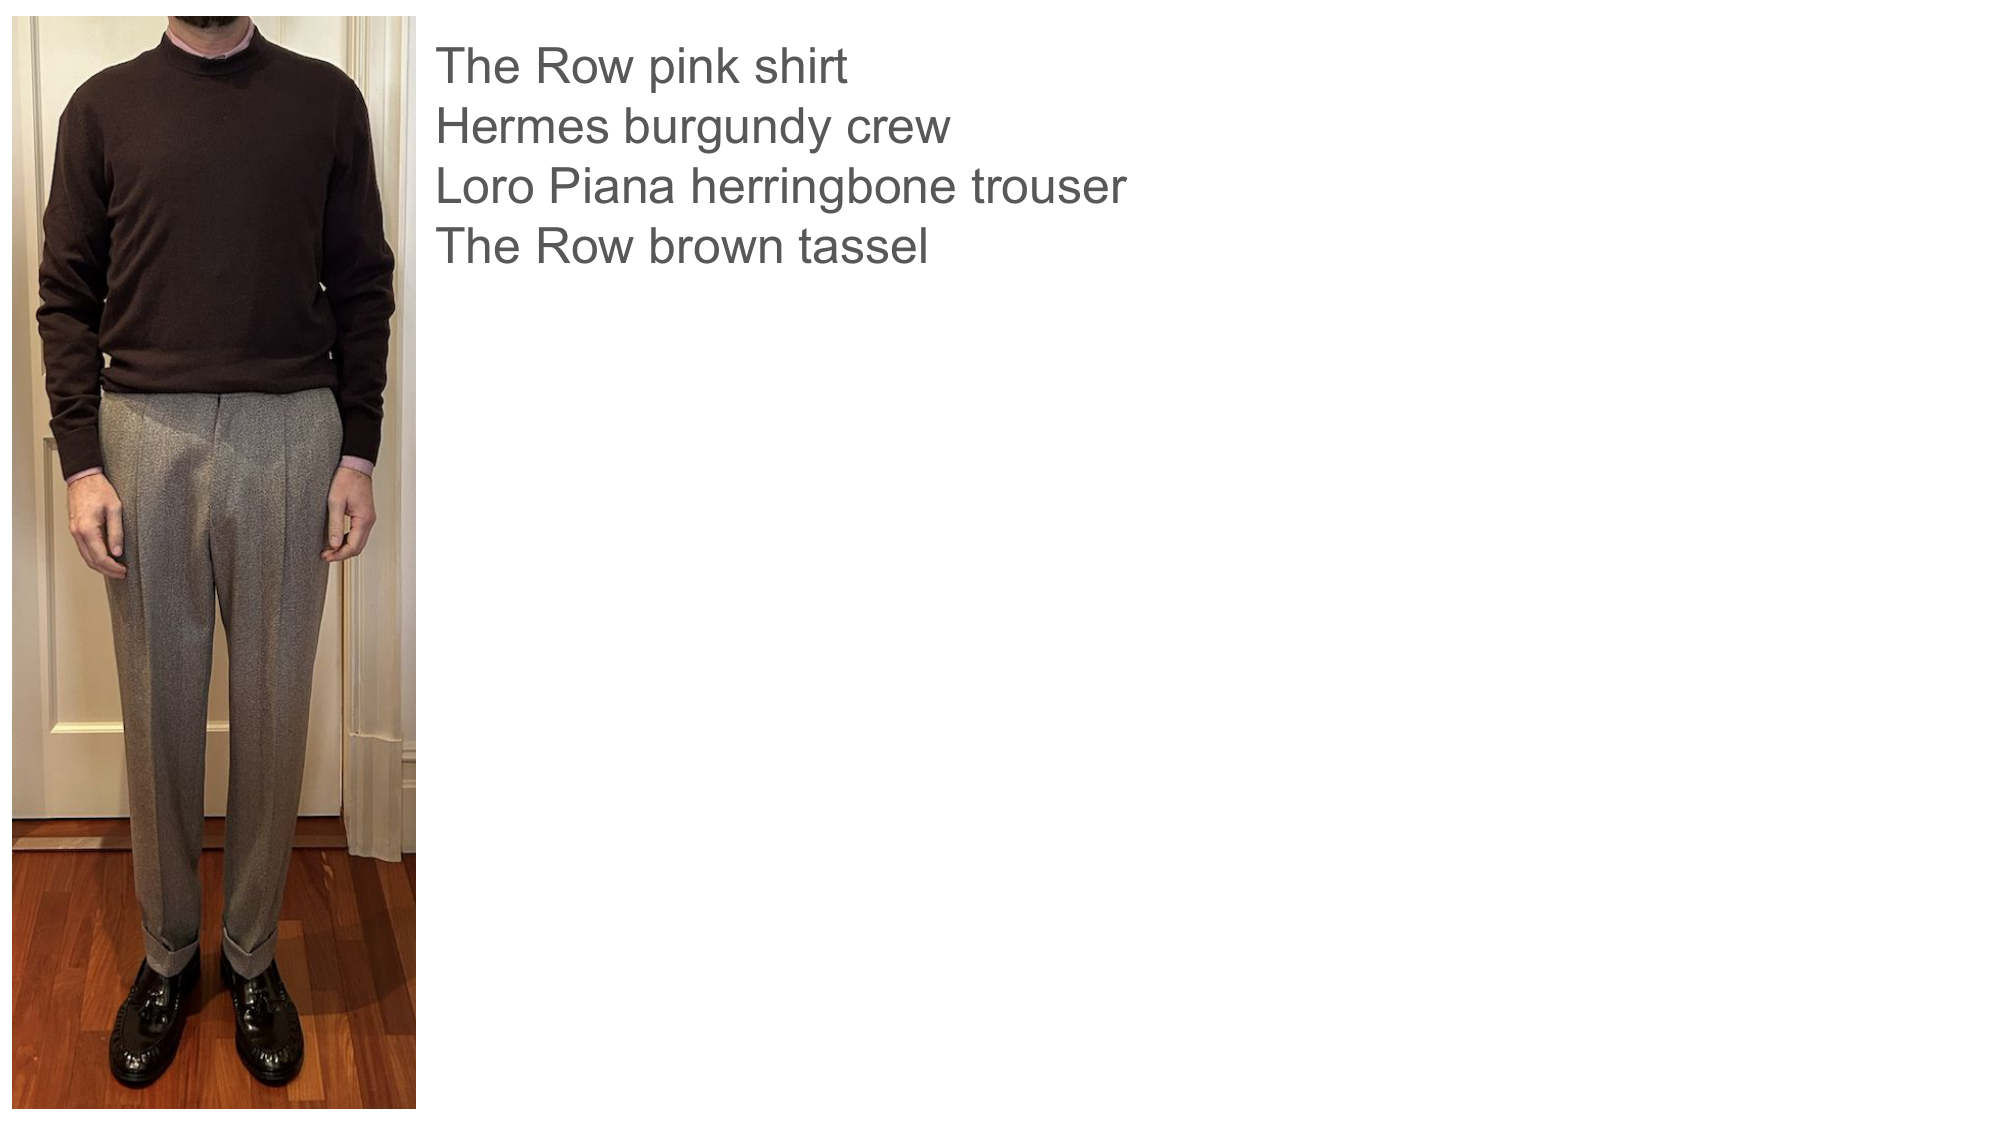 The Row pink shirt
Hermes burgundy crew
Loro Piana herringbone trouser
The Row brown tassel